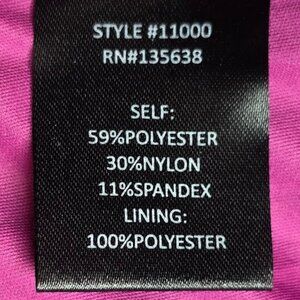 STYLE #11000
RN#135638
SELF:
59%POLYESTER
30%NYLON
11%SPANDEX
LINING:
100%POLYESTER